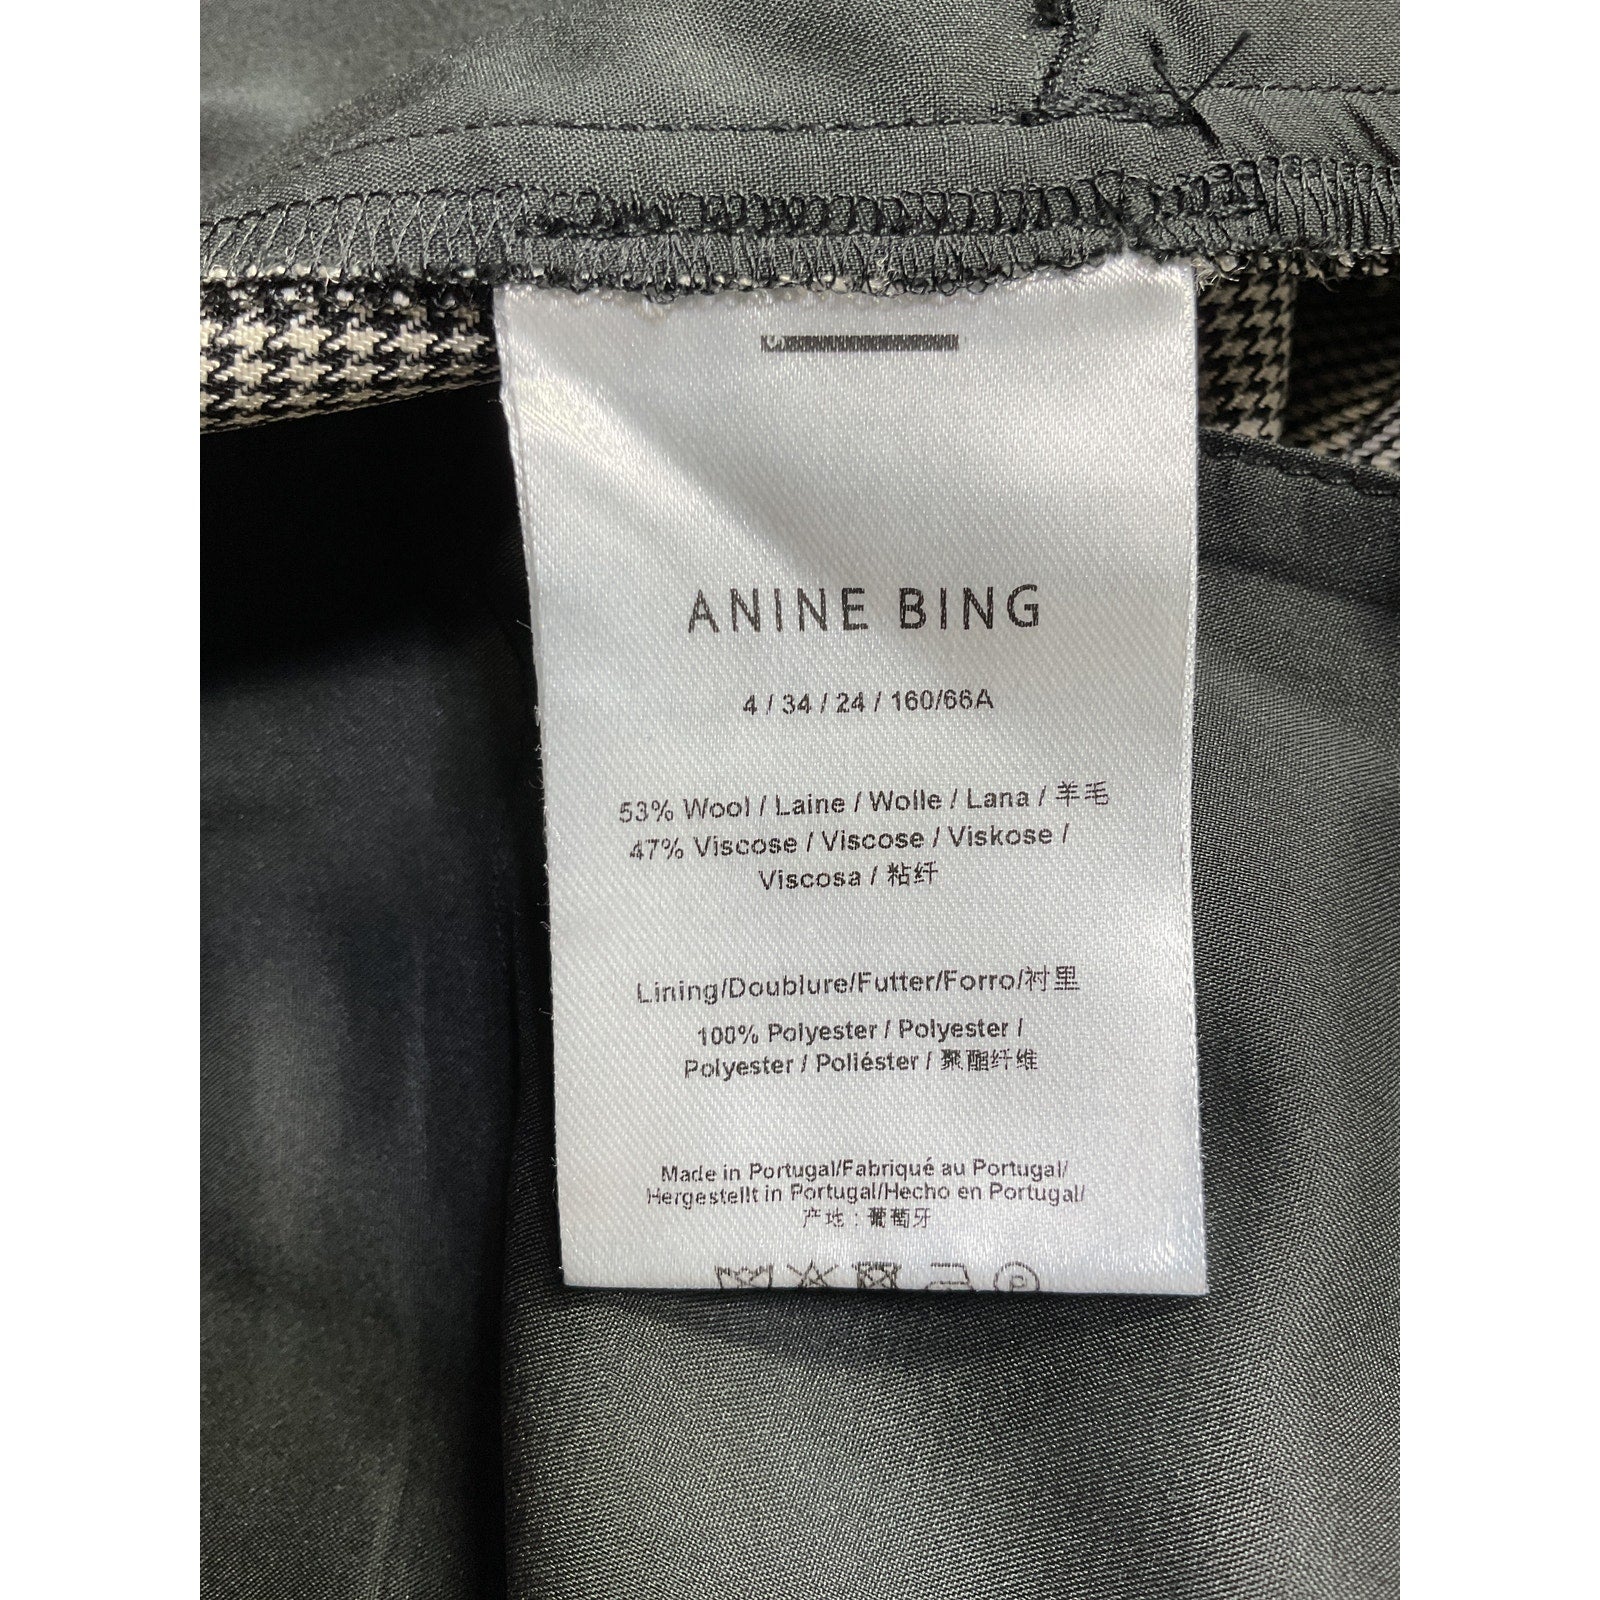 ANINE BING
4 / 34 / 24 / 160/66A
53% Wool / Laine / Wolle / Lana / 羊毛
47% Viscose / Viscose / Viskose /
Viscosa / 粘纤
Lining/Doublure/Futter/Forro/衬里
100% Polyester / Polyester /
Polyester / Poliéster / 聚酯纤维
Made in Portugal/Fabriqué au Portugal/
Hergestellt in Portugal/Hecho en Portugal/
产地：葡萄牙
P